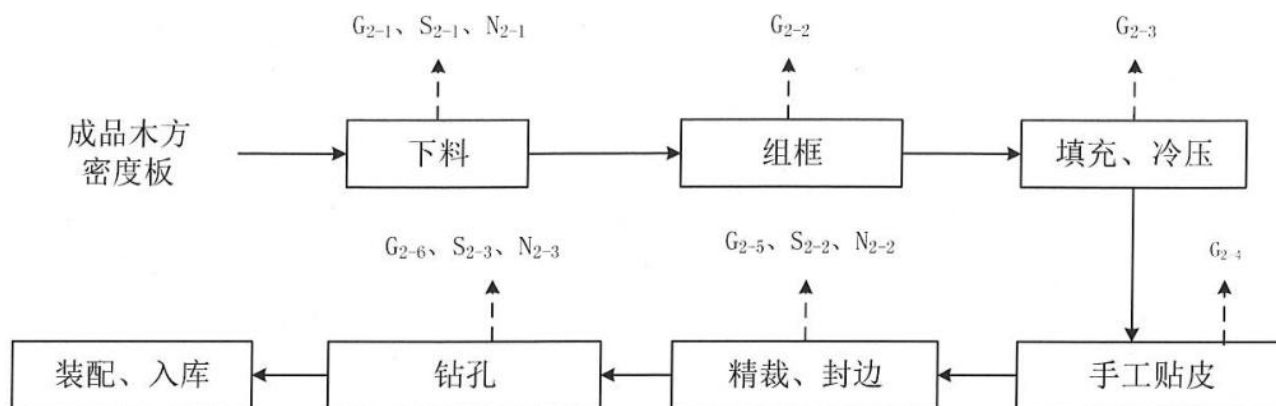 G₂₋₁、S₂₋₁、N₂₋₁
G₂₋₂
G₂₋₃
成品木方
密度板
下料
组框
填充、冷压
G₂₋₆、S₂₋₃、N₂₋₃
G₂₋₅、S₂₋₂、N₂₋₂
G₂₋₄
装配、入库
钻孔
精裁、封边
手工贴皮